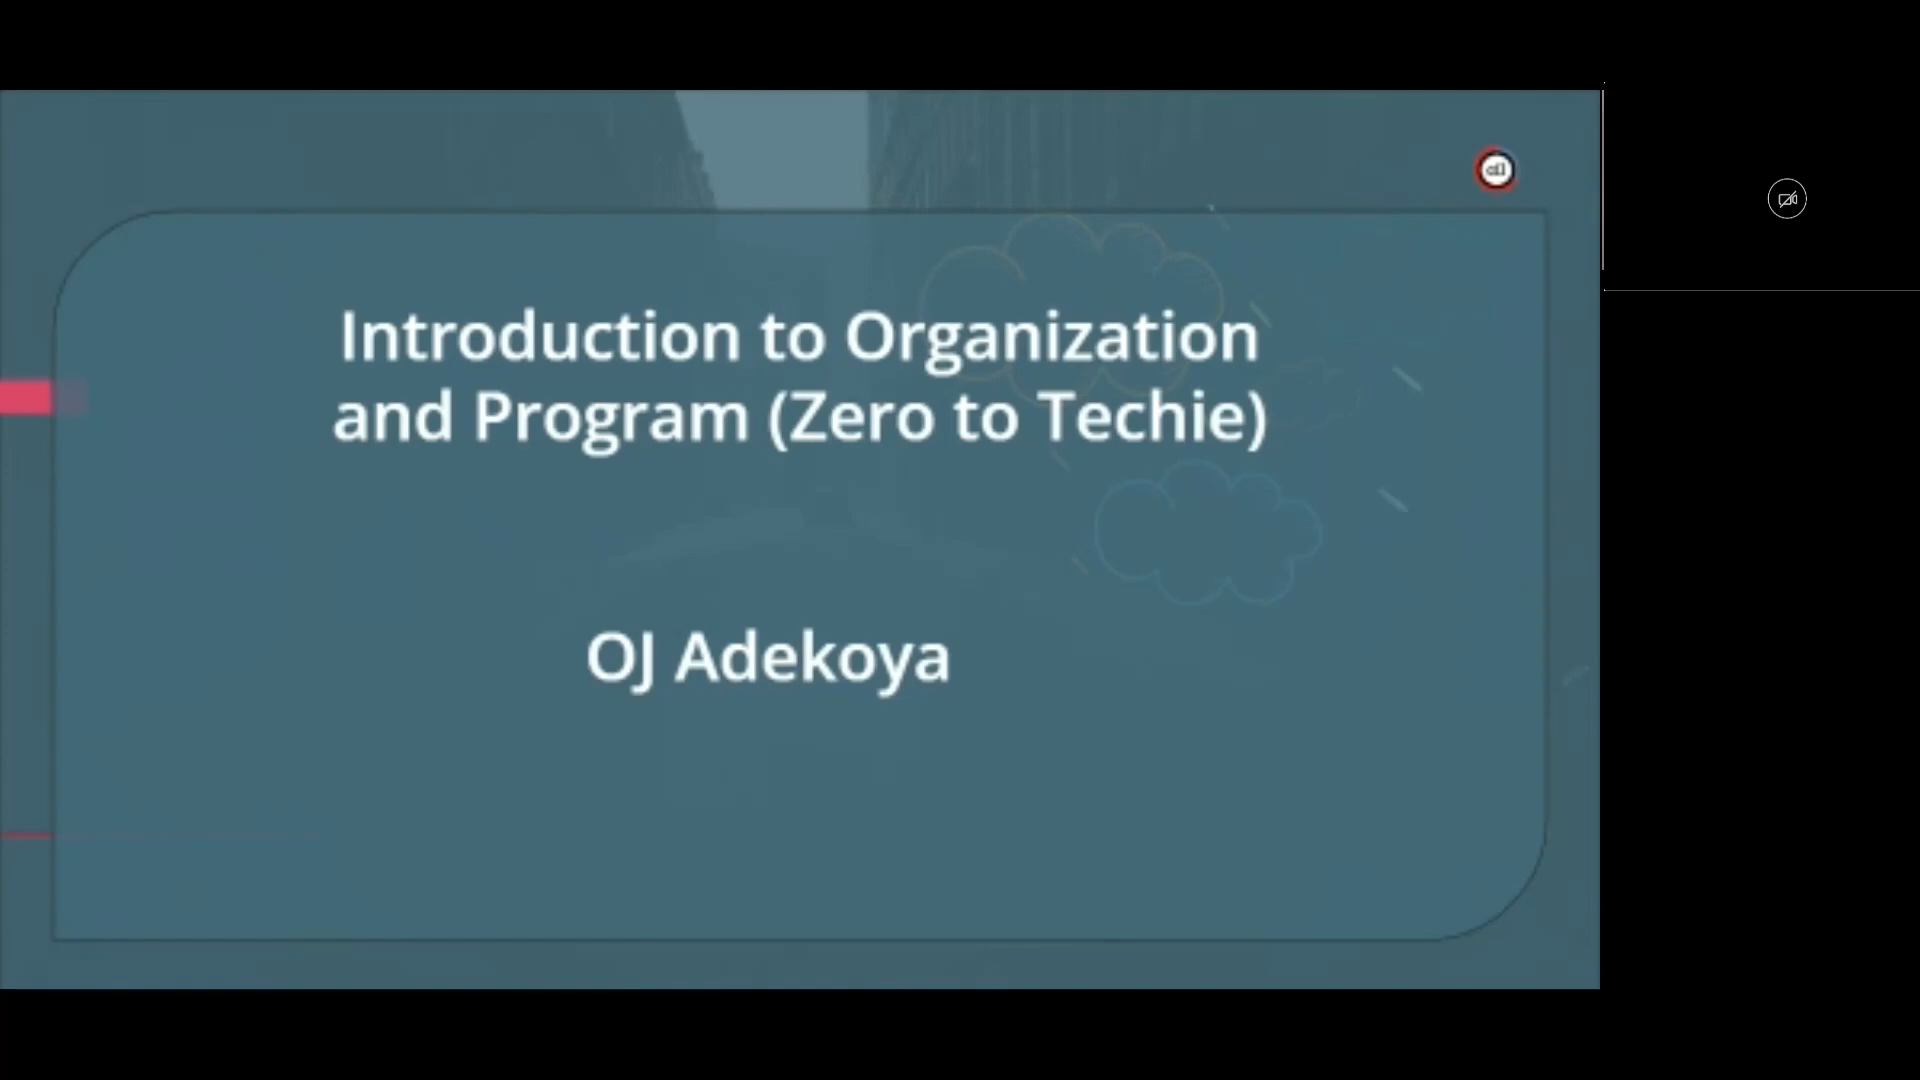 Introduction to Organization
and Program (Zero to Techie)
OJ Adekoya